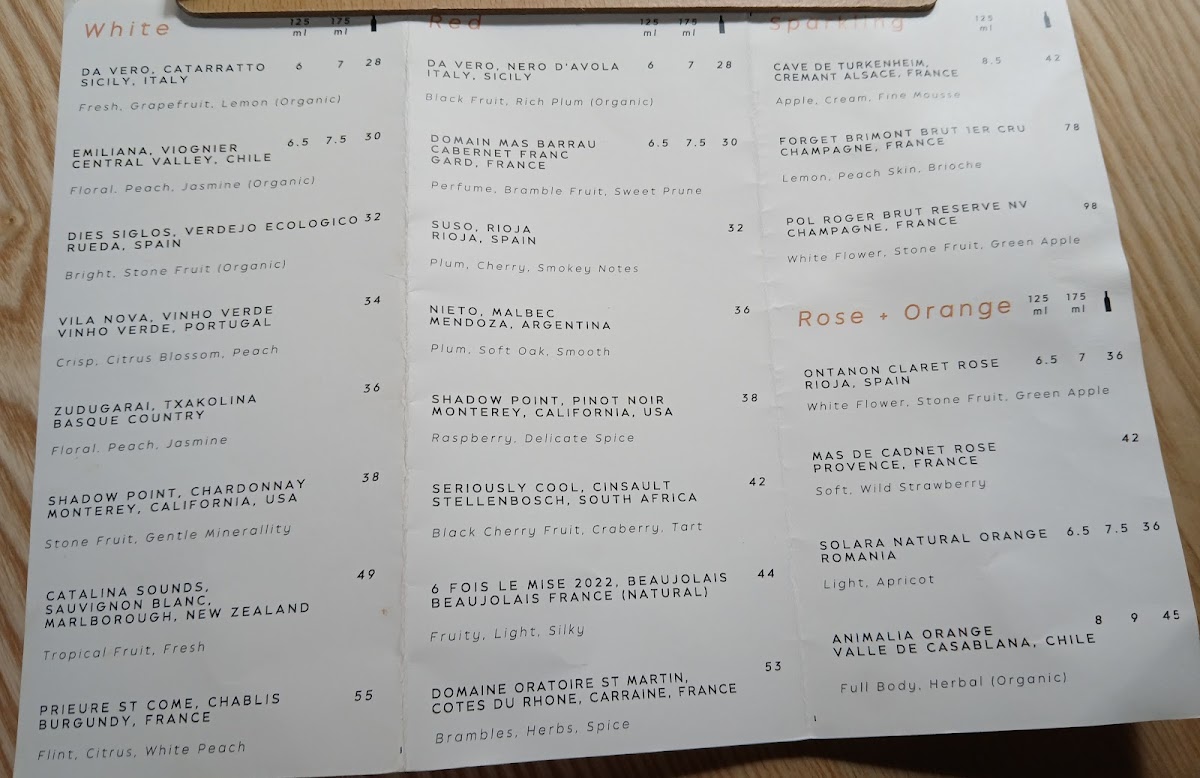 White 125 ml 175 ml
DA VERO, CATARRATTO 6 7 28
SICILY, ITALY
Fresh, Grapefruit, Lemon (Organic)
EMILIANA, VIOGNIER 6.5 7.5 30
CENTRAL VALLEY, CHILE
Floral. Peach, Jasmine (Organic)
DIES SIGLOS, VERDEJO ECOLOGICO 32
RUEDA, SPAIN
Bright, Stone Fruit (Organic)
VILA NOVA, VINHO VERDE 34
VINHO VERDE, PORTUGAL
Crisp, Citrus Blossom, Peach
ZUDUGARAI, TXAKOLINA 36
BASQUE COUNTRY
Floral. Peach, Jasmine
SHADOW POINT, CHARDONNAY 38
MONTEREY, CALIFORNIA, USA
Stone Fruit, Gentle Minerallity
CATALINA SOUNDS, 49
SAUVIGNON BLANC,
MARLBOROUGH, NEW ZEALAND
Tropical Fruit, Fresh
PRIEURE ST COME, CHABLIS 55
BURGUNDY, FRANCE
Flint, Citrus, White Peach
Red 125 ml 175 ml
DA VERO, NERO D'AVOLA 6 7 28
ITALY, SICILY
Black Fruit, Rich Plum (Organic)
DOMAIN MAS BARRAU 6.5 7.5 30
CABERNET FRANC
GARD, FRANCE
Perfume, Bramble Fruit, Sweet Prune
SUSO, RIOJA 32
RIOJA, SPAIN
Plum, Cherry, Smokey Notes
NIETO, MALBEC 36
MENDOZA, ARGENTINA
Plum, Soft Oak, Smooth
SHADOW POINT, PINOT NOIR 38
MONTEREY, CALIFORNIA, USA
Raspberry, Delicate Spice
SERIOUSLY COOL, CINSAULT 42
STELLENBOSCH, SOUTH AFRICA
Black Cherry Fruit, Craberry, Tart
6 FOIS LE MISE 2022, BEAUJOLAIS 44
BEAUJOLAIS FRANCE (NATURAL)
Fruity, Light, Silky
DOMAINE ORATOIRE ST MARTIN, 53
COTES DU RHONE, CARRAINE, FRANCE
Brambles, Herbs, Spice
Sparkling 125 ml
CAVE DE TURKENHEIM, 8.5 42
CREMANT ALSACE, FRANCE
Apple, Cream, Fine Mousse
FORGET BRIMONT BRUT 1ER CRU 78
CHAMPAGNE, FRANCE
Lemon, Peach Skin, Brioche
POL ROGER BRUT RESERVE NV 98
CHAMPAGNE, FRANCE
White Flower, Stone Fruit, Green Apple
Rose + Orange 125 ml 175 ml
ONTANON CLARET ROSE 6.5 7 36
RIOJA, SPAIN
White Flower, Stone Fruit, Green Apple
MAS DE CADNET ROSE 42
PROVENCE, FRANCE
Soft, Wild Strawberry
SOLARA NATURAL ORANGE 6.5 7.5 36
ROMANIA
Light, Apricot
ANIMALIA ORANGE 8 9 45
VALLE DE CASABLANA, CHILE
Full Body, Herbal (Organic)